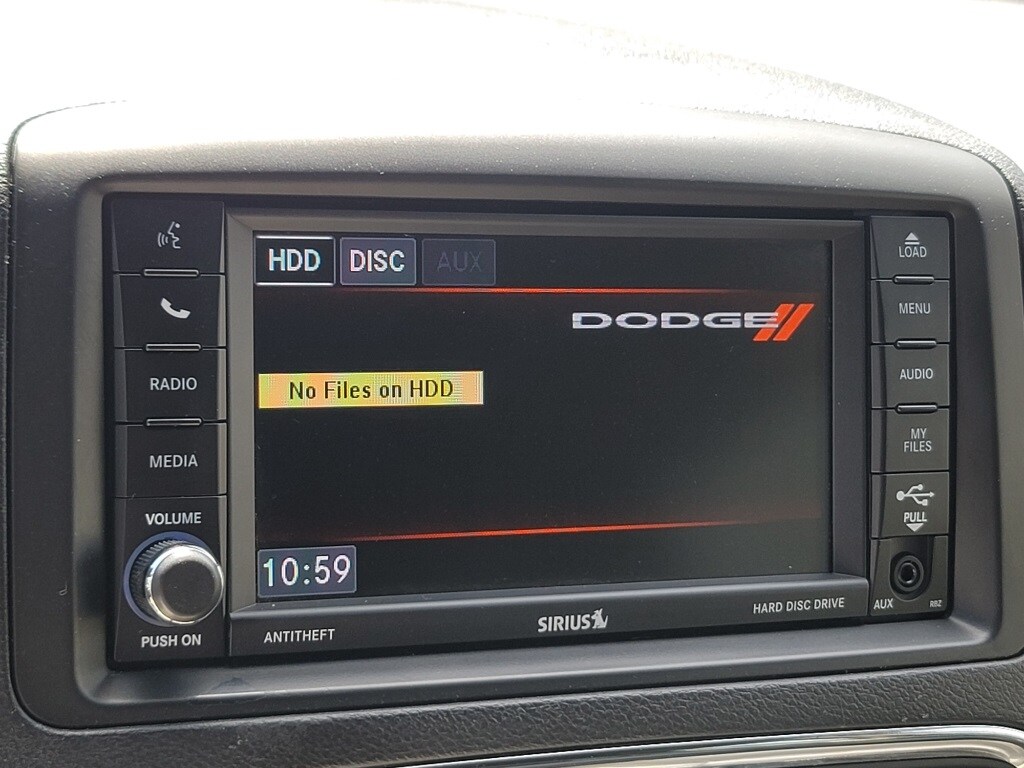 HDD DISC AUX
DODGE
No Files on HDD
10:59
RADIO
MEDIA
VOLUME
PUSH ON
LOAD
MENU
AUDIO
MY
FILES
PULL
AUX RBZ
ANTITHEFT SIRIUS HARD DISC DRIVE